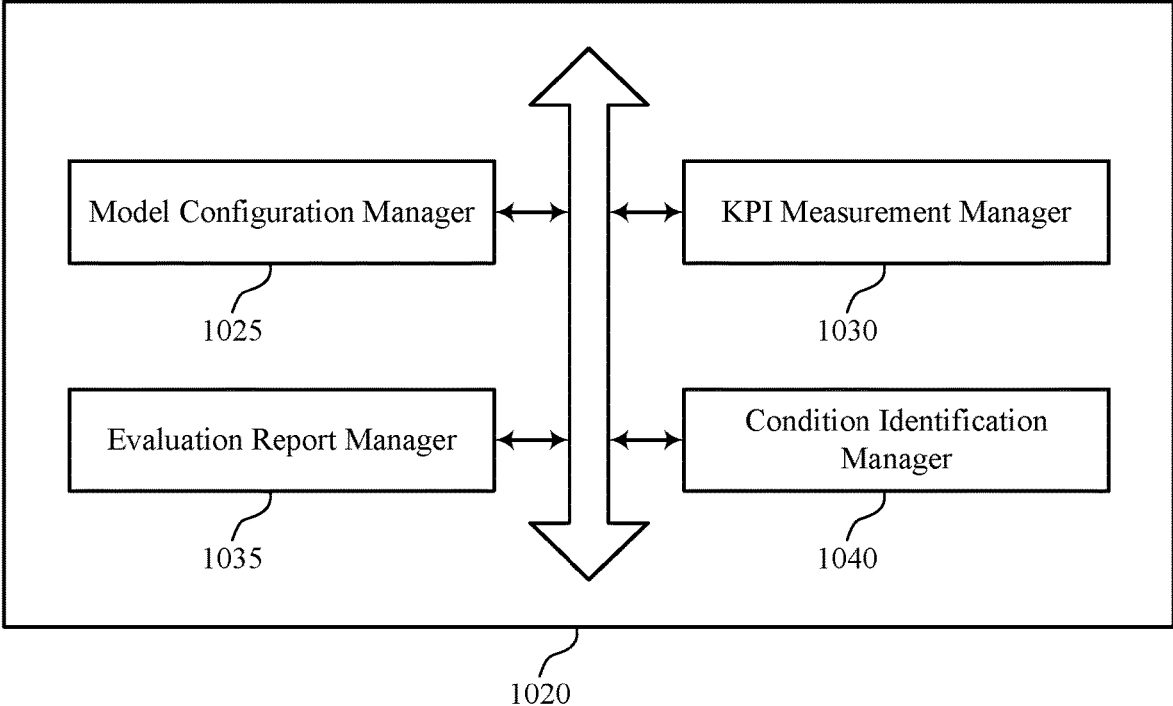 Model Configuration Manager
KPI Measurement Manager
1025
1030
Evaluation Report Manager
Condition Identification
Manager
1035
1040
1020